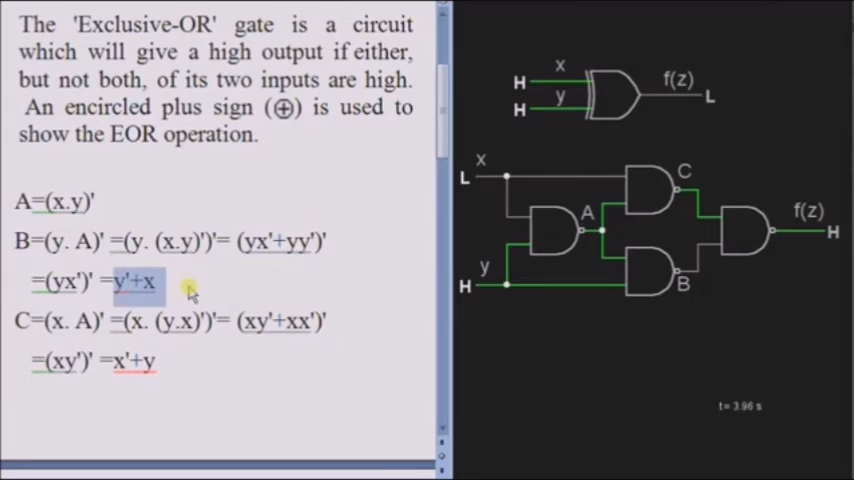 The 'Exclusive-OR' gate is a circuit
which will give a high output if either,
but not both, of its two inputs are high.
An encircled plus sign (⊕) is used to
show the EOR operation.
A=(x.y)'
B=(y. A)' =(y. (x.y)')'= (yx'+yy')'
=(yx')' =y'+x
C=(x. A)' =(x. (y.x)')'= (xy'+xx')'
=(xy')' =x'+y
x
H
y
H
f(z)
L
x
L
A
C
f(z)
H
y
H
B
t = 3.96 s